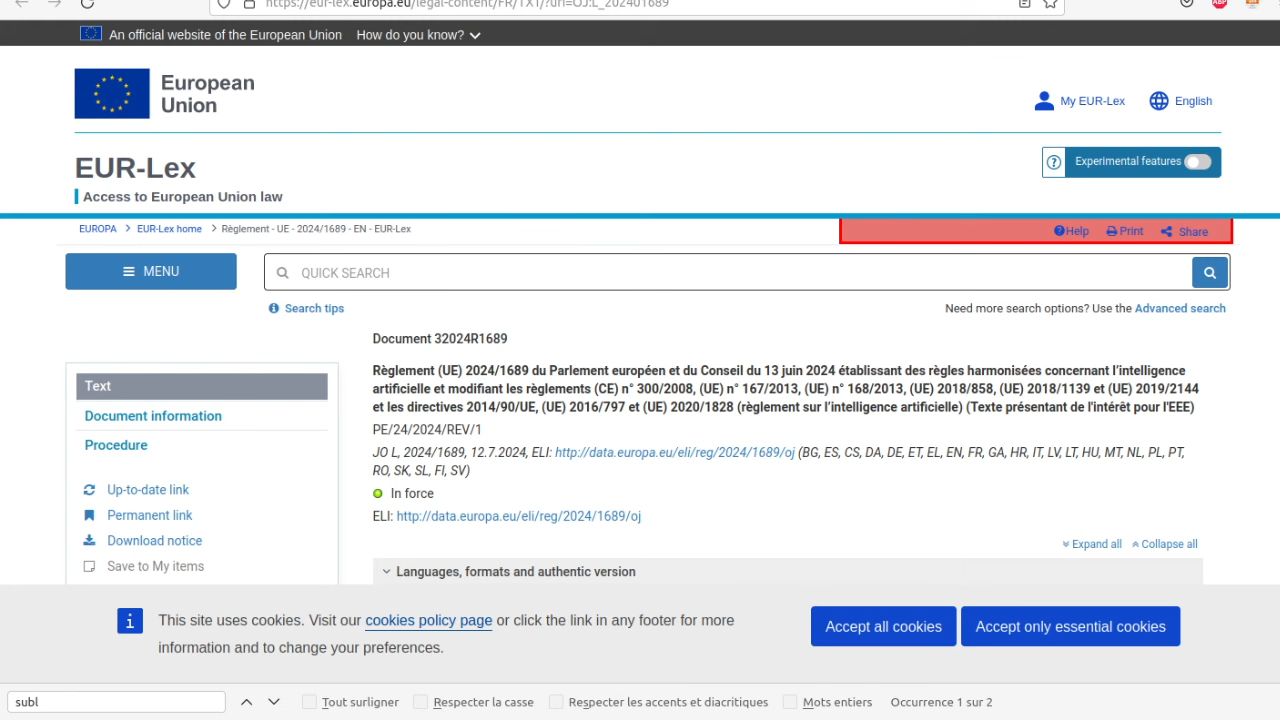 https://eur-lex.europa.eu/legal-content/FR/TXT/?uri=OJ:L_202401689
ABP
An official website of the European Union How do you know?
European
Union
My EUR-Lex English
EUR-Lex
Experimental features
Access to European Union law
EUROPA > EUR-Lex home > Règlement - UE - 2024/1689 - EN - EUR-Lex
Help Print Share
MENU
QUICK SEARCH
Search tips
Need more search options? Use the Advanced search
Document 32024R1689
Text
Document information
Procedure
Up-to-date link
Permanent link
Download notice
Save to My items
Règlement (UE) 2024/1689 du Parlement européen et du Conseil du 13 juin 2024 établissant des règles harmonisées concernant l’intelligence
artificielle et modifiant les règlements (CE) n° 300/2008, (UE) n° 167/2013, (UE) n° 168/2013, (UE) 2018/858, (UE) 2018/1139 et (UE) 2019/2144
et les directives 2014/90/UE, (UE) 2016/797 et (UE) 2020/1828 (règlement sur l’intelligence artificielle) (Texte présentant de l'intérêt pour l'EEE)
PE/24/2024/REV/1
JO L, 2024/1689, 12.7.2024, ELI: http://data.europa.eu/eli/reg/2024/1689/oj (BG, ES, CS, DA, DE, ET, EL, EN, FR, GA, HR, IT, LV, LT, HU, MT, NL, PL, PT,
RO, SK, SL, FI, SV)
In force
ELI: http://data.europa.eu/eli/reg/2024/1689/oj
Expand all Collapse all
Languages, formats and authentic version
This site uses cookies. Visit our cookies policy page or click the link in any footer for more
information and to change your preferences.
Accept all cookies Accept only essential cookies
subl
Tout surligner Respecter la casse Respecter les accents et diacritiques Mots entiers Occurrence 1 sur 2